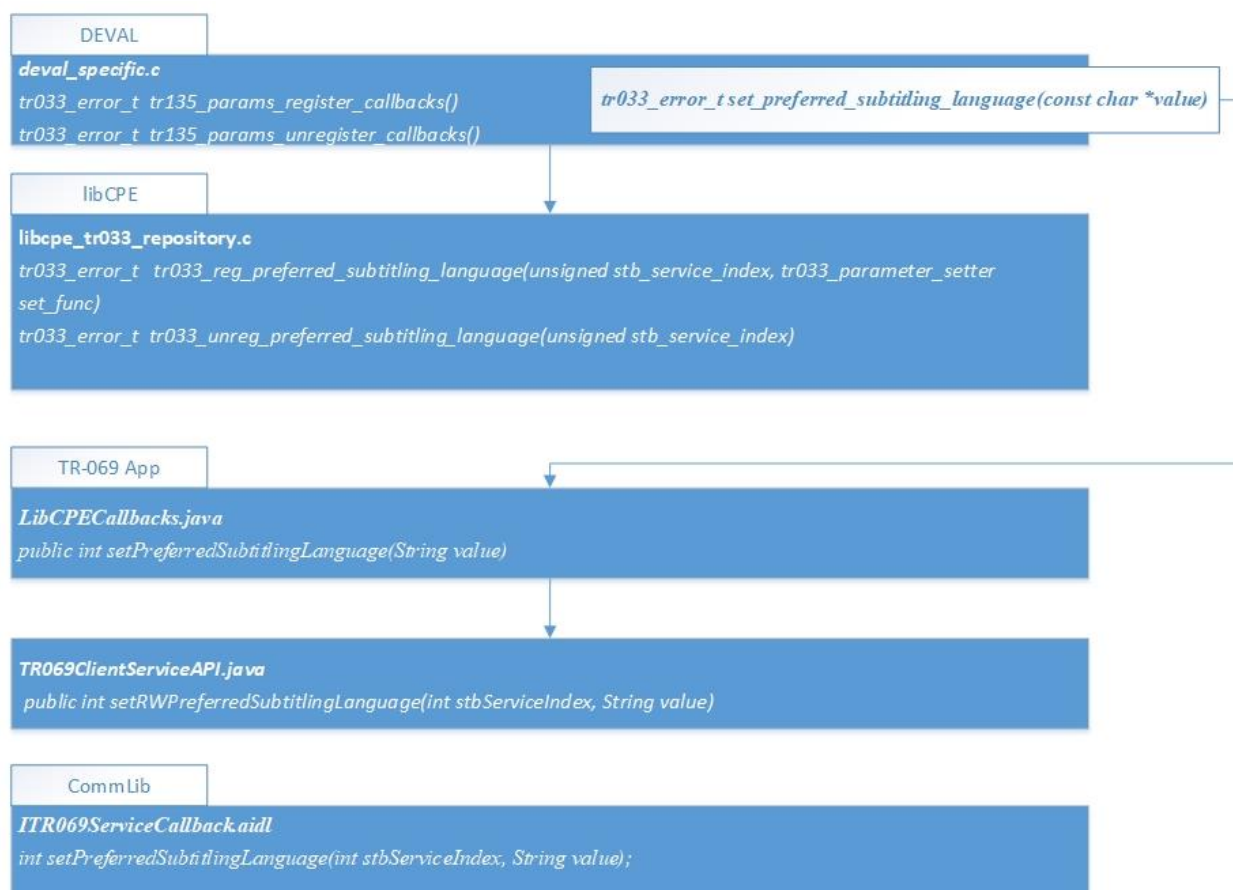 DEVAL
deval_specific.c
tr033_error_t tr135_params_register_callbacks()
tr033_error_t tr135_params_unregister_callbacks()
tr033_error_t set_preferred_subtitling_language(const char *value)
libCPE
libcpe_tr033_repository.c
tr033_error_t tr033_reg_preferred_subtitling_language(unsigned stb_service_index, tr033_parameter_setter
set_func)
tr033_error_t tr033_unreg_preferred_subtitling_language(unsigned stb_service_index)
TR-069 App
LibCPECallbacks.java
public int setPreferredSubtitlingLanguage(String value)
TR069ClientServiceAPI.java
public int setRWPreferredSubtitlingLanguage(int stbServiceIndex, String value)
CommLib
ITR069ServiceCallback.aidl
int setPreferredSubtitlingLanguage(int stbServiceIndex, String value);